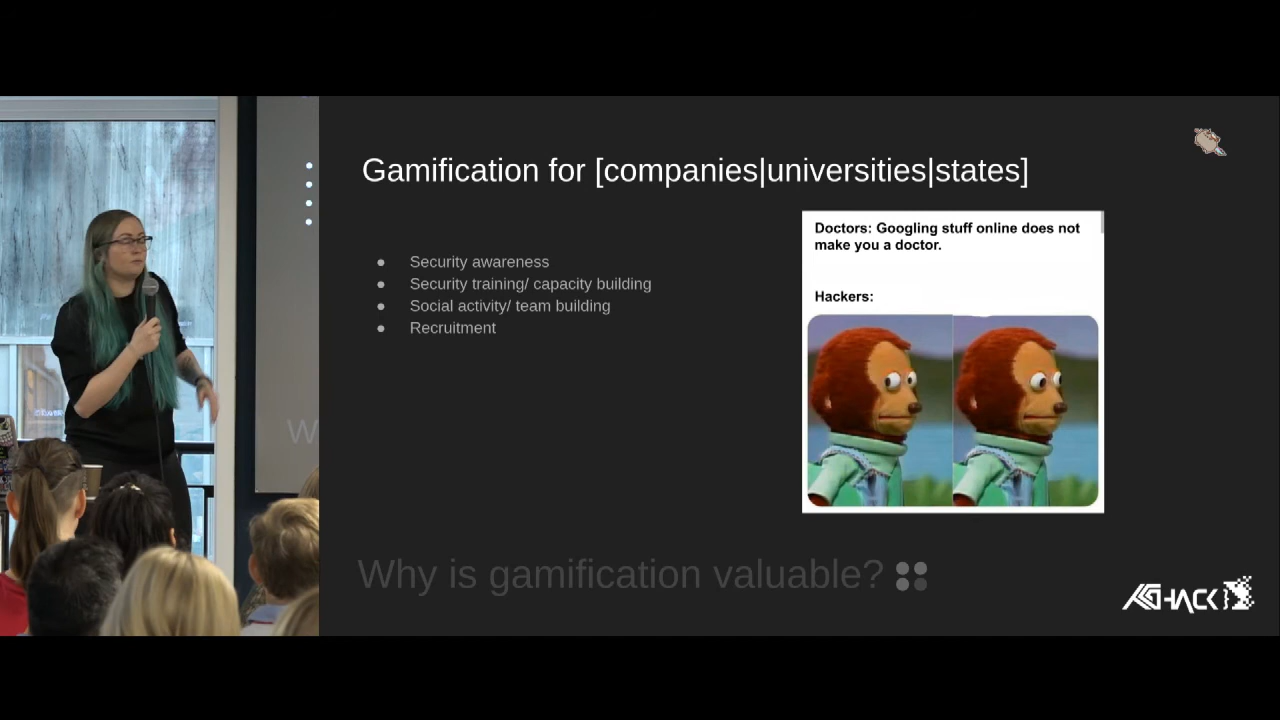 Gamification for [companies|universities|states]
● Security awareness
● Security training/ capacity building
● Social activity/ team building
● Recruitment
Doctors: Googling stuff online does not
make you a doctor.
Hackers:
Why is gamification valuable?
W